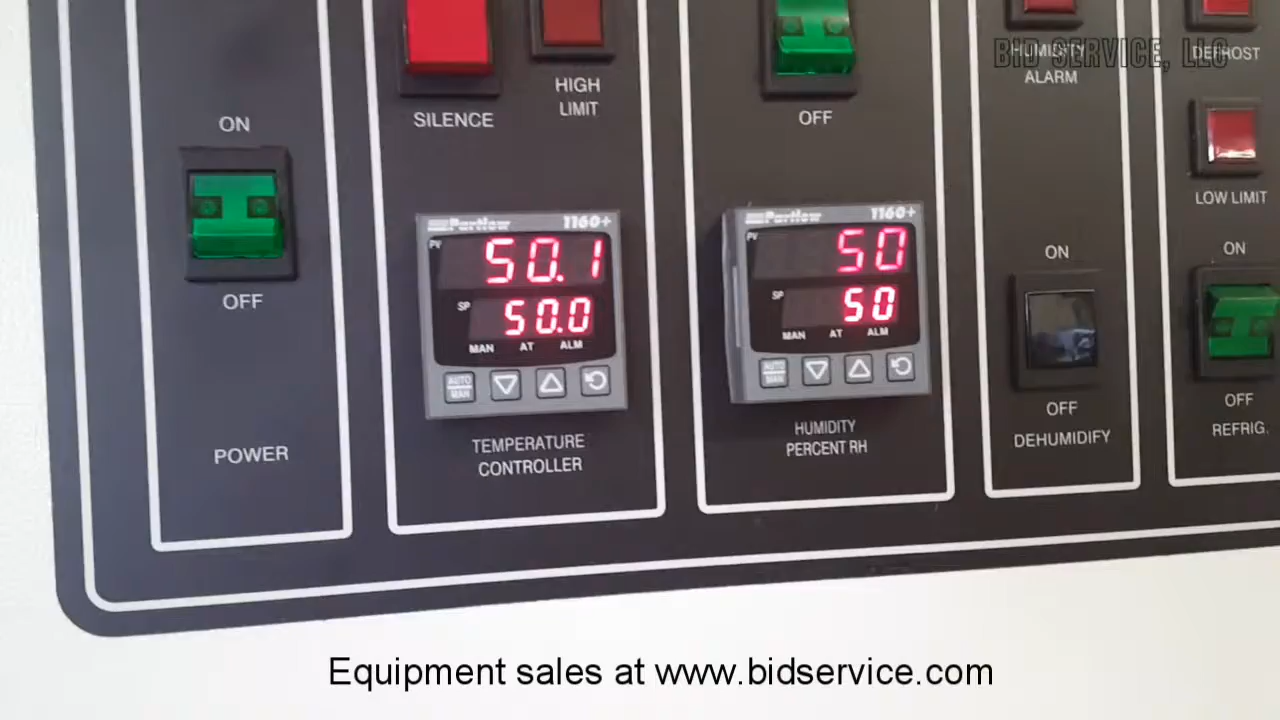 BID SERVICE, LLC
HUMIDITY
ALARM
DEFROST
HIGH
LIMIT
SILENCE
OFF
ON
OFF
POWER
Partlow 1160+
PV
50.1
SP
50.0
MAN AT ALM
AUTO
MAN
TEMPERATURE
CONTROLLER
Partlow 1160+
PV
50
SP
50
MAN AT ALM
AUTO
MAN
HUMIDITY
PERCENT RH
ON
OFF
DEHUMIDIFY
LOW LIMIT
ON
OFF
REFRIG.
Equipment sales at www.bidservice.com